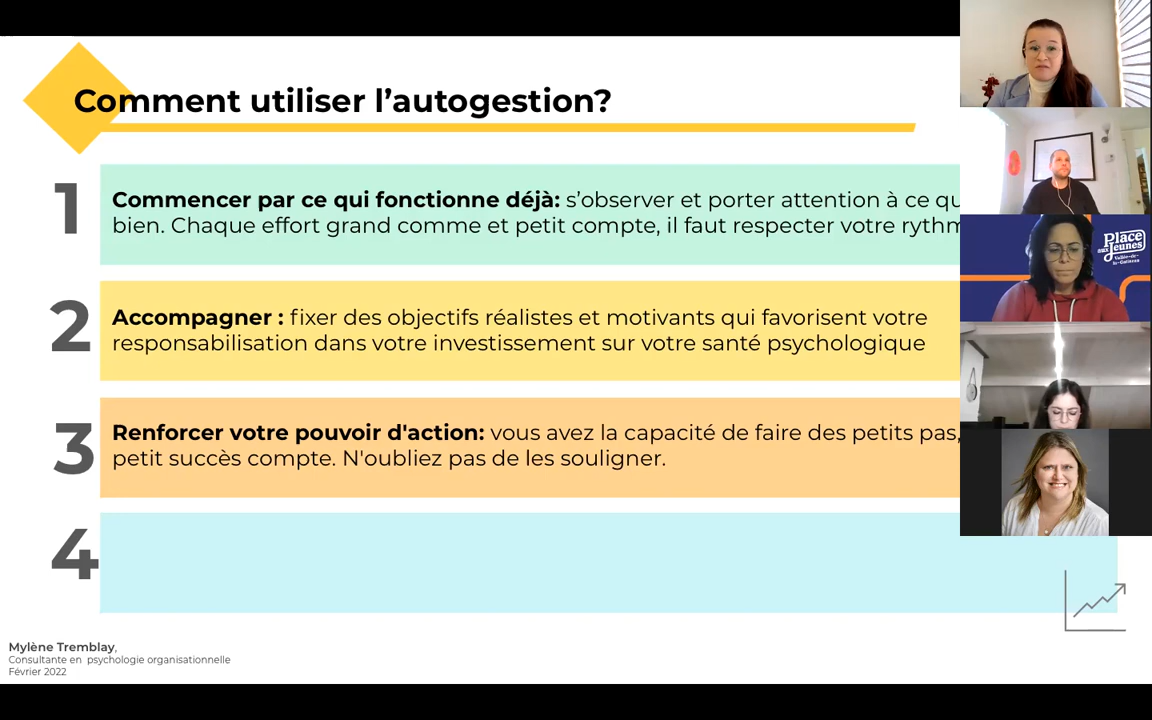 Comment utiliser l'autogestion?
1
Commencer par ce qui fonctionne déjà: s'observer et porter attention à ce qu
bien. Chaque effort grand comme et petit compte, il faut respecter votre rythm
2
Accompagner : fixer des objectifs réalistes et motivants qui favorisent votre
responsabilisation dans votre investissement sur votre santé psychologique
3
Renforcer votre pouvoir d'action: vous avez la capacité de faire des petits pas,
petit succès compte. N'oubliez pas de les souligner.
4
Mylène Tremblay,
Consultante en psychologie organisationnelle
Février 2022
Place
aux Jeunes
Vallée-de-
la-Gatineau